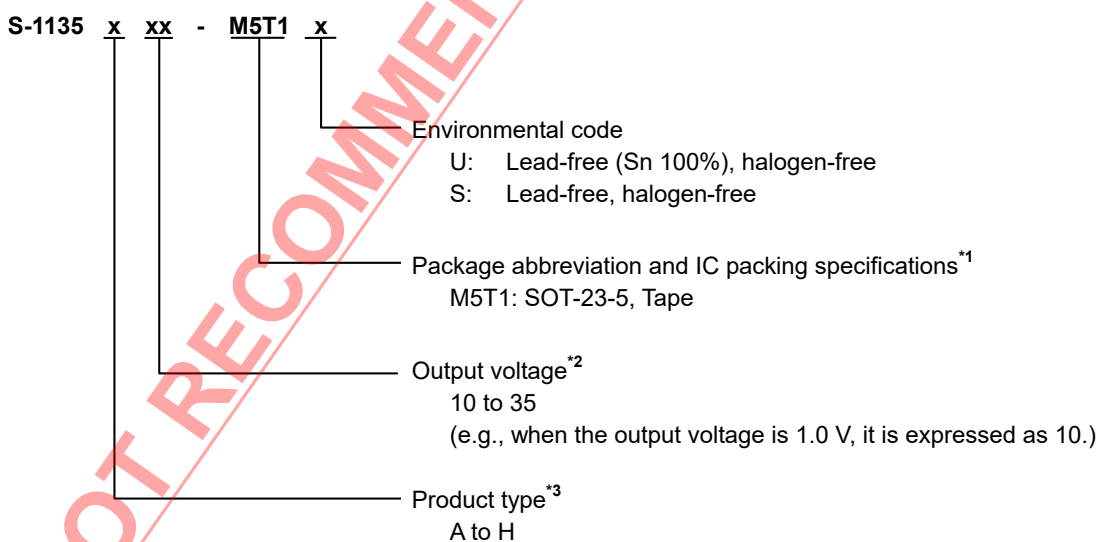 S-1135 x xx - M5T1 x
Environmental code
U: Lead-free (Sn 100%), halogen-free
S: Lead-free, halogen-free
Package abbreviation and IC packing specifications*1
M5T1: SOT-23-5, Tape
Output voltage*2
10 to 35
(e.g., when the output voltage is 1.0 V, it is expressed as 10.)
Product type*3
A to H
OT RECOMME